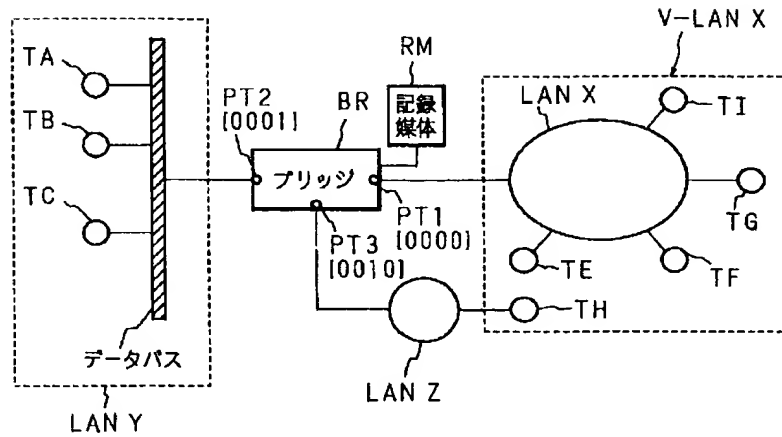 V-LAN X
RM
TA
LAN X
PT2
BR
記録
TI
[0001]
媒体
TB
ブリッジ
TC
PT1
TG
PT3
[0000]
[0010]
TE
TF
TH
データバス
LAN Z
LAN Y